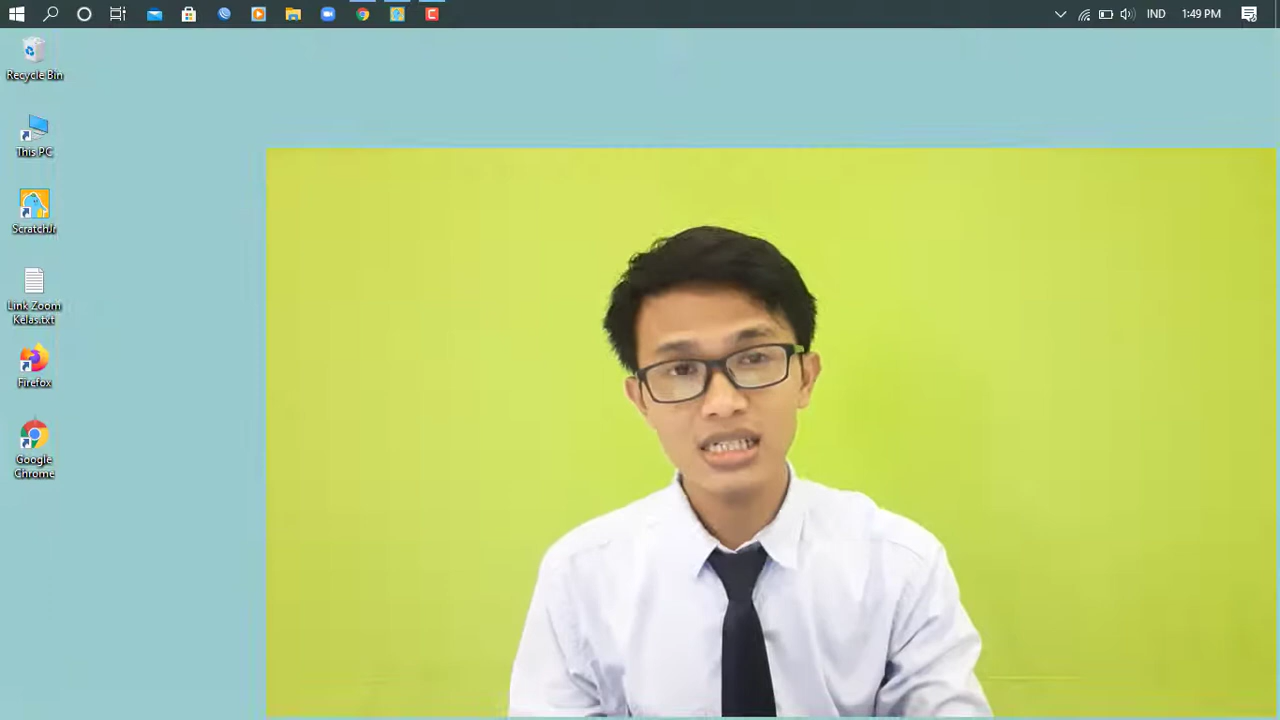 IND
1:49 PM
Recycle Bin
This PC
ScratchJr
Link Zoom
Kelas.txt
Firefox
Google
Chrome